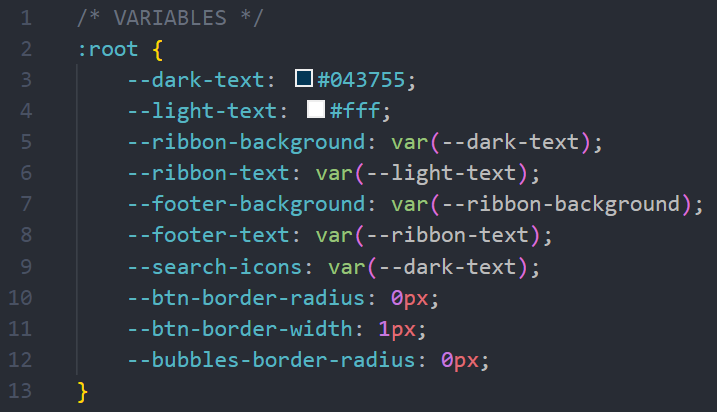 1 /* VARIABLES */
2 :root {
3 --dark-text: #043755;
4 --light-text: #fff;
5 --ribbon-background: var(--dark-text);
6 --ribbon-text: var(--light-text);
7 --footer-background: var(--ribbon-background);
8 --footer-text: var(--ribbon-text);
9 --search-icons: var(--dark-text);
10 --btn-border-radius: 0px;
11 --btn-border-width: 1px;
12 --bubbles-border-radius: 0px;
13 }